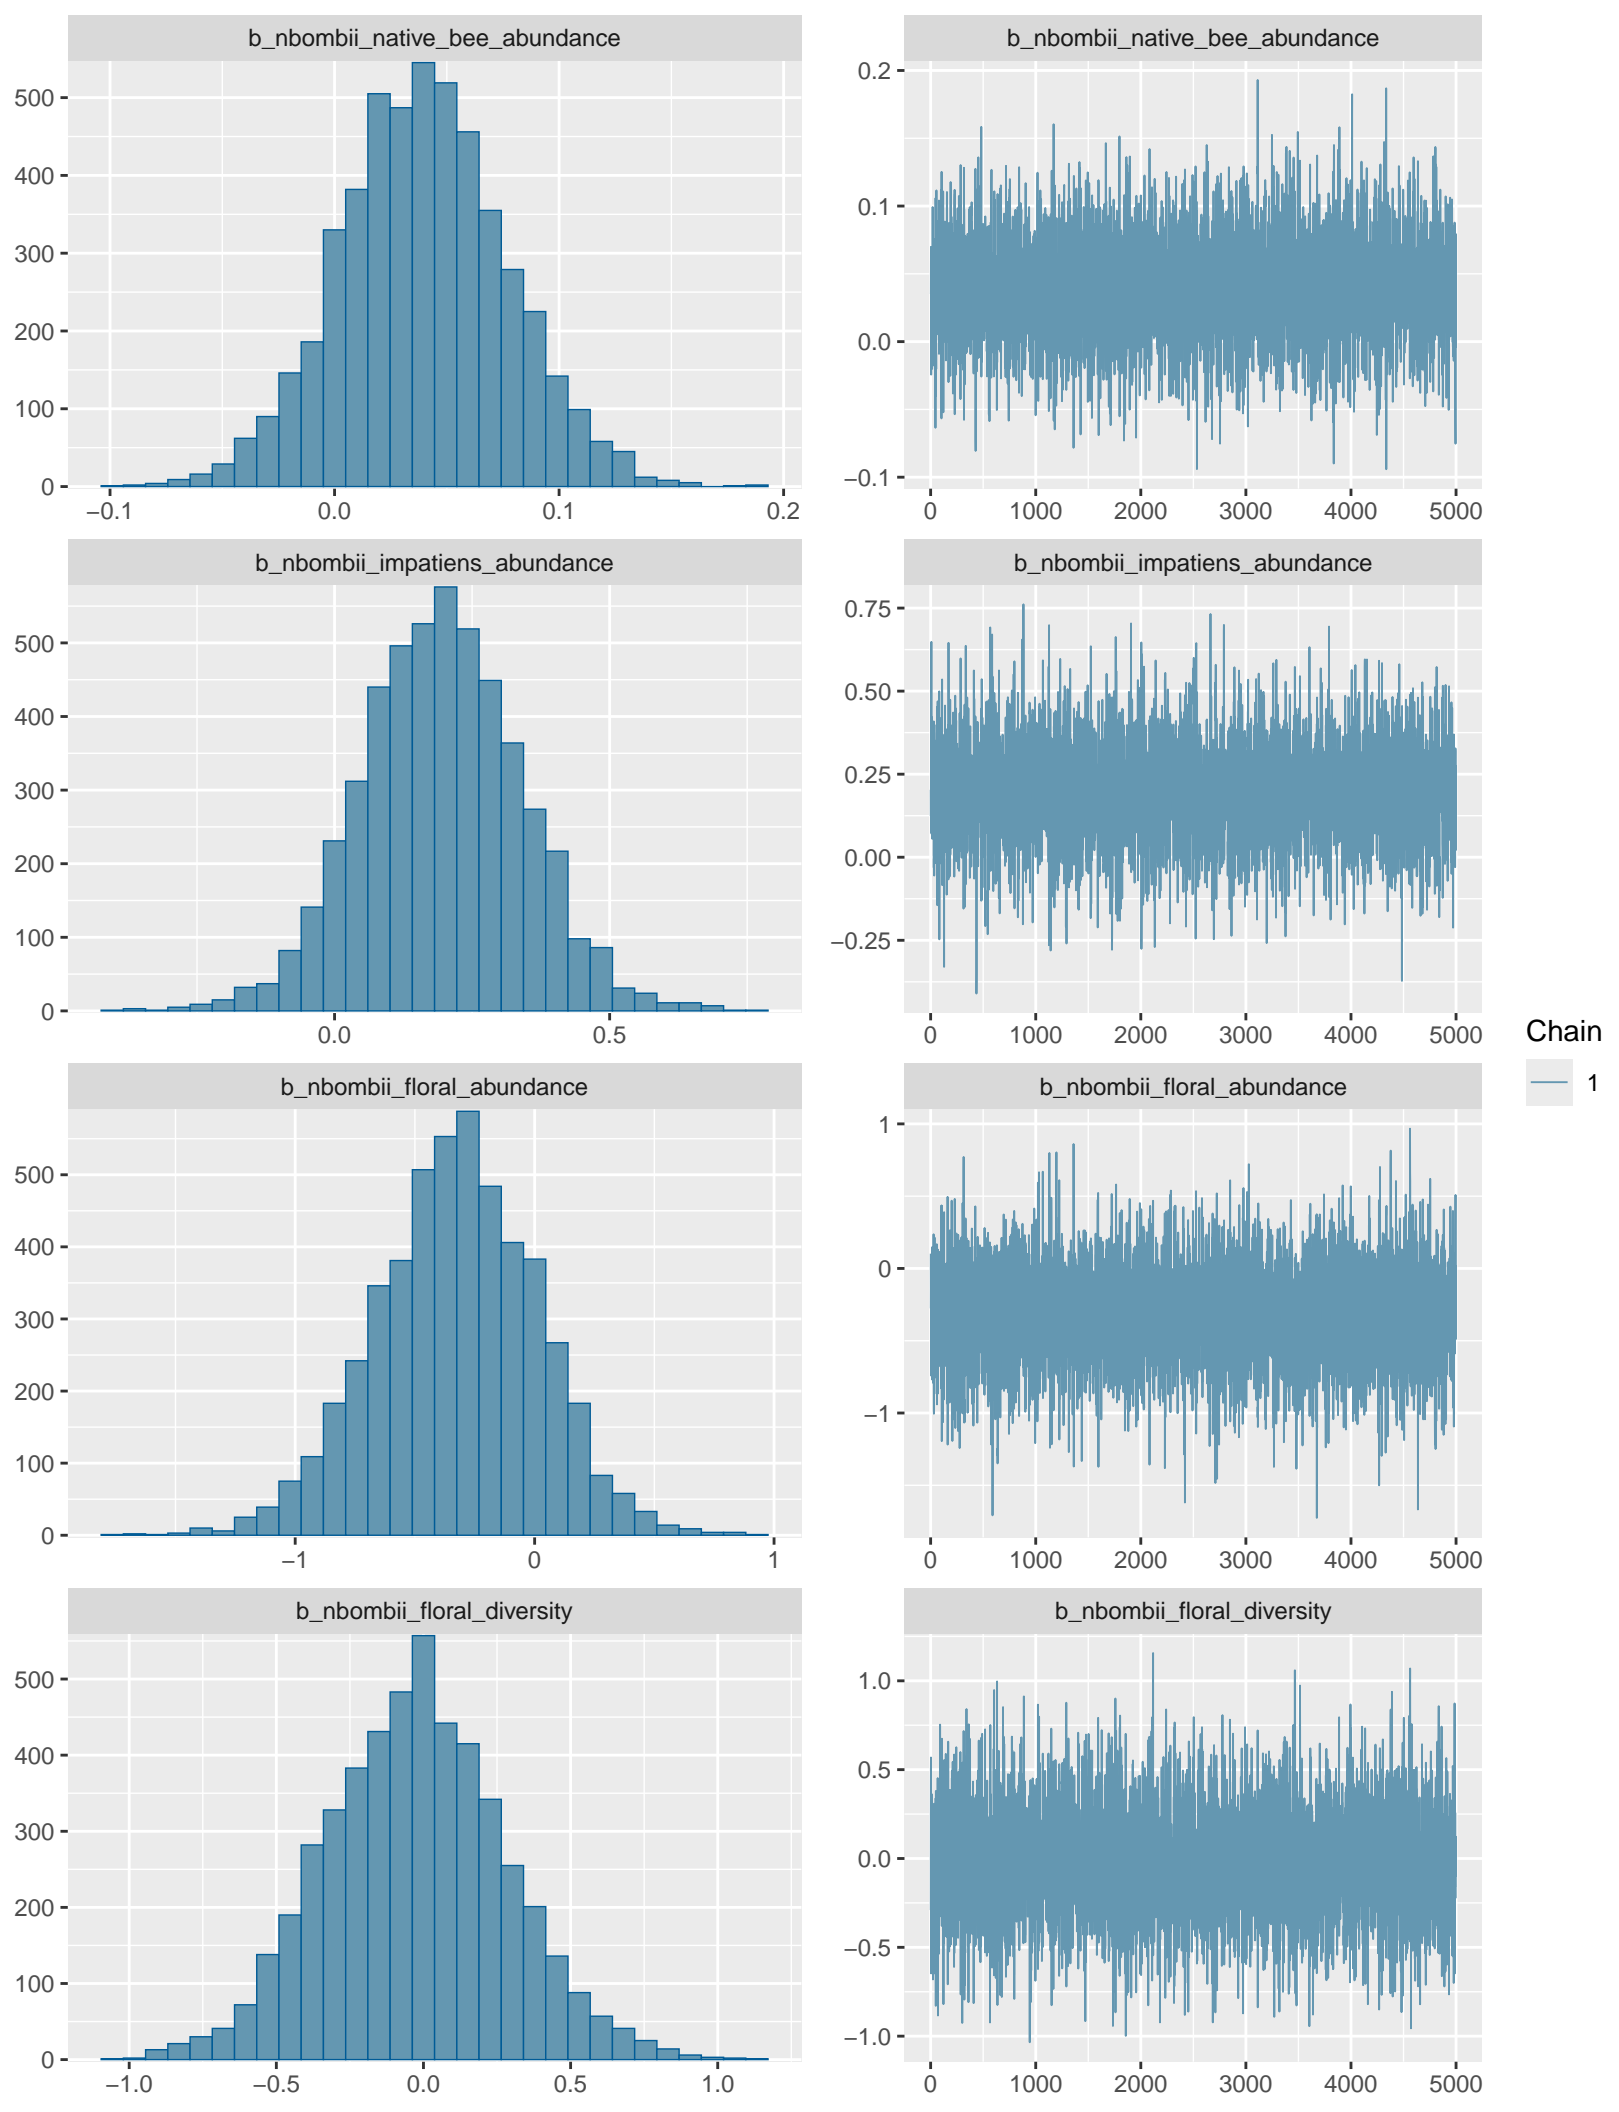 b_nbombii_native_bee_abundance
b_nbombii_native_bee_abundance
500
400
300
200
100
0
−0.1 0.0 0.1 0.2
0.2
0.1
0.0
−0.1
0 1000 2000 3000 4000 5000
b_nbombii_impatiens_abundance
b_nbombii_impatiens_abundance
500
400
300
200
100
0
0.0 0.5
0.75
0.50
0.25
0.00
−0.25
0 1000 2000 3000 4000 5000
Chain
1
b_nbombii_floral_abundance
b_nbombii_floral_abundance
500
400
300
200
100
0
−1 0 1
1
0
−1
0 1000 2000 3000 4000 5000
b_nbombii_floral_diversity
b_nbombii_floral_diversity
500
400
300
200
100
0
−1.0 −0.5 0.0 0.5 1.0
1.0
0.5
0.0
−0.5
−1.0
0 1000 2000 3000 4000 5000